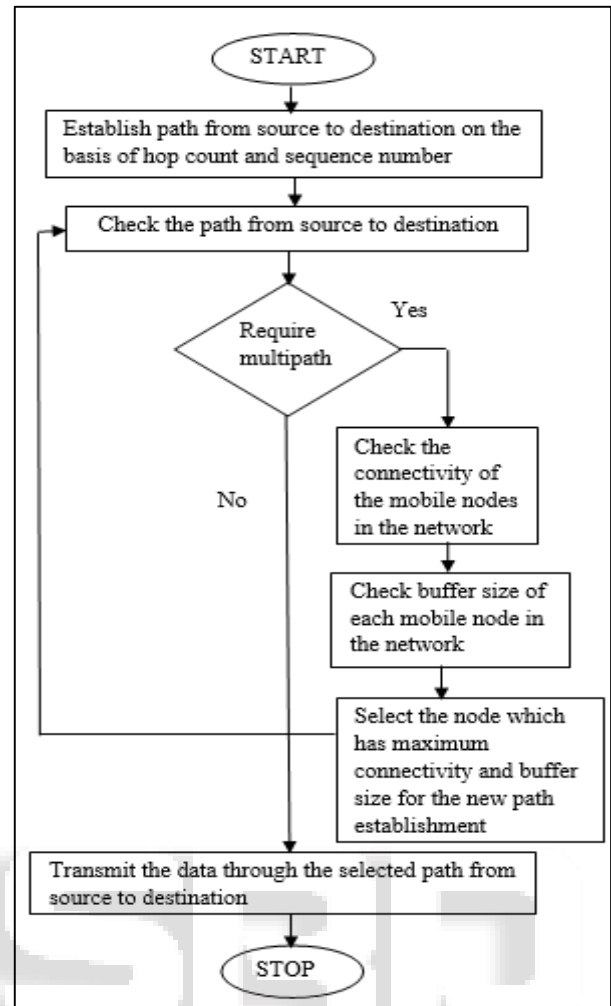 START
Establish path from source to destination on the
basis of hop count and sequence number
Check the path from source to destination
Require
multipath
Yes
No
Check the
connectivity of
the mobile nodes
in the network
Check buffer size of
each mobile node in
the network
Select the node which
has maximum
connectivity and buffer
size for the new path
establishment
Transmit the data through the selected path from
source to destination
STOP